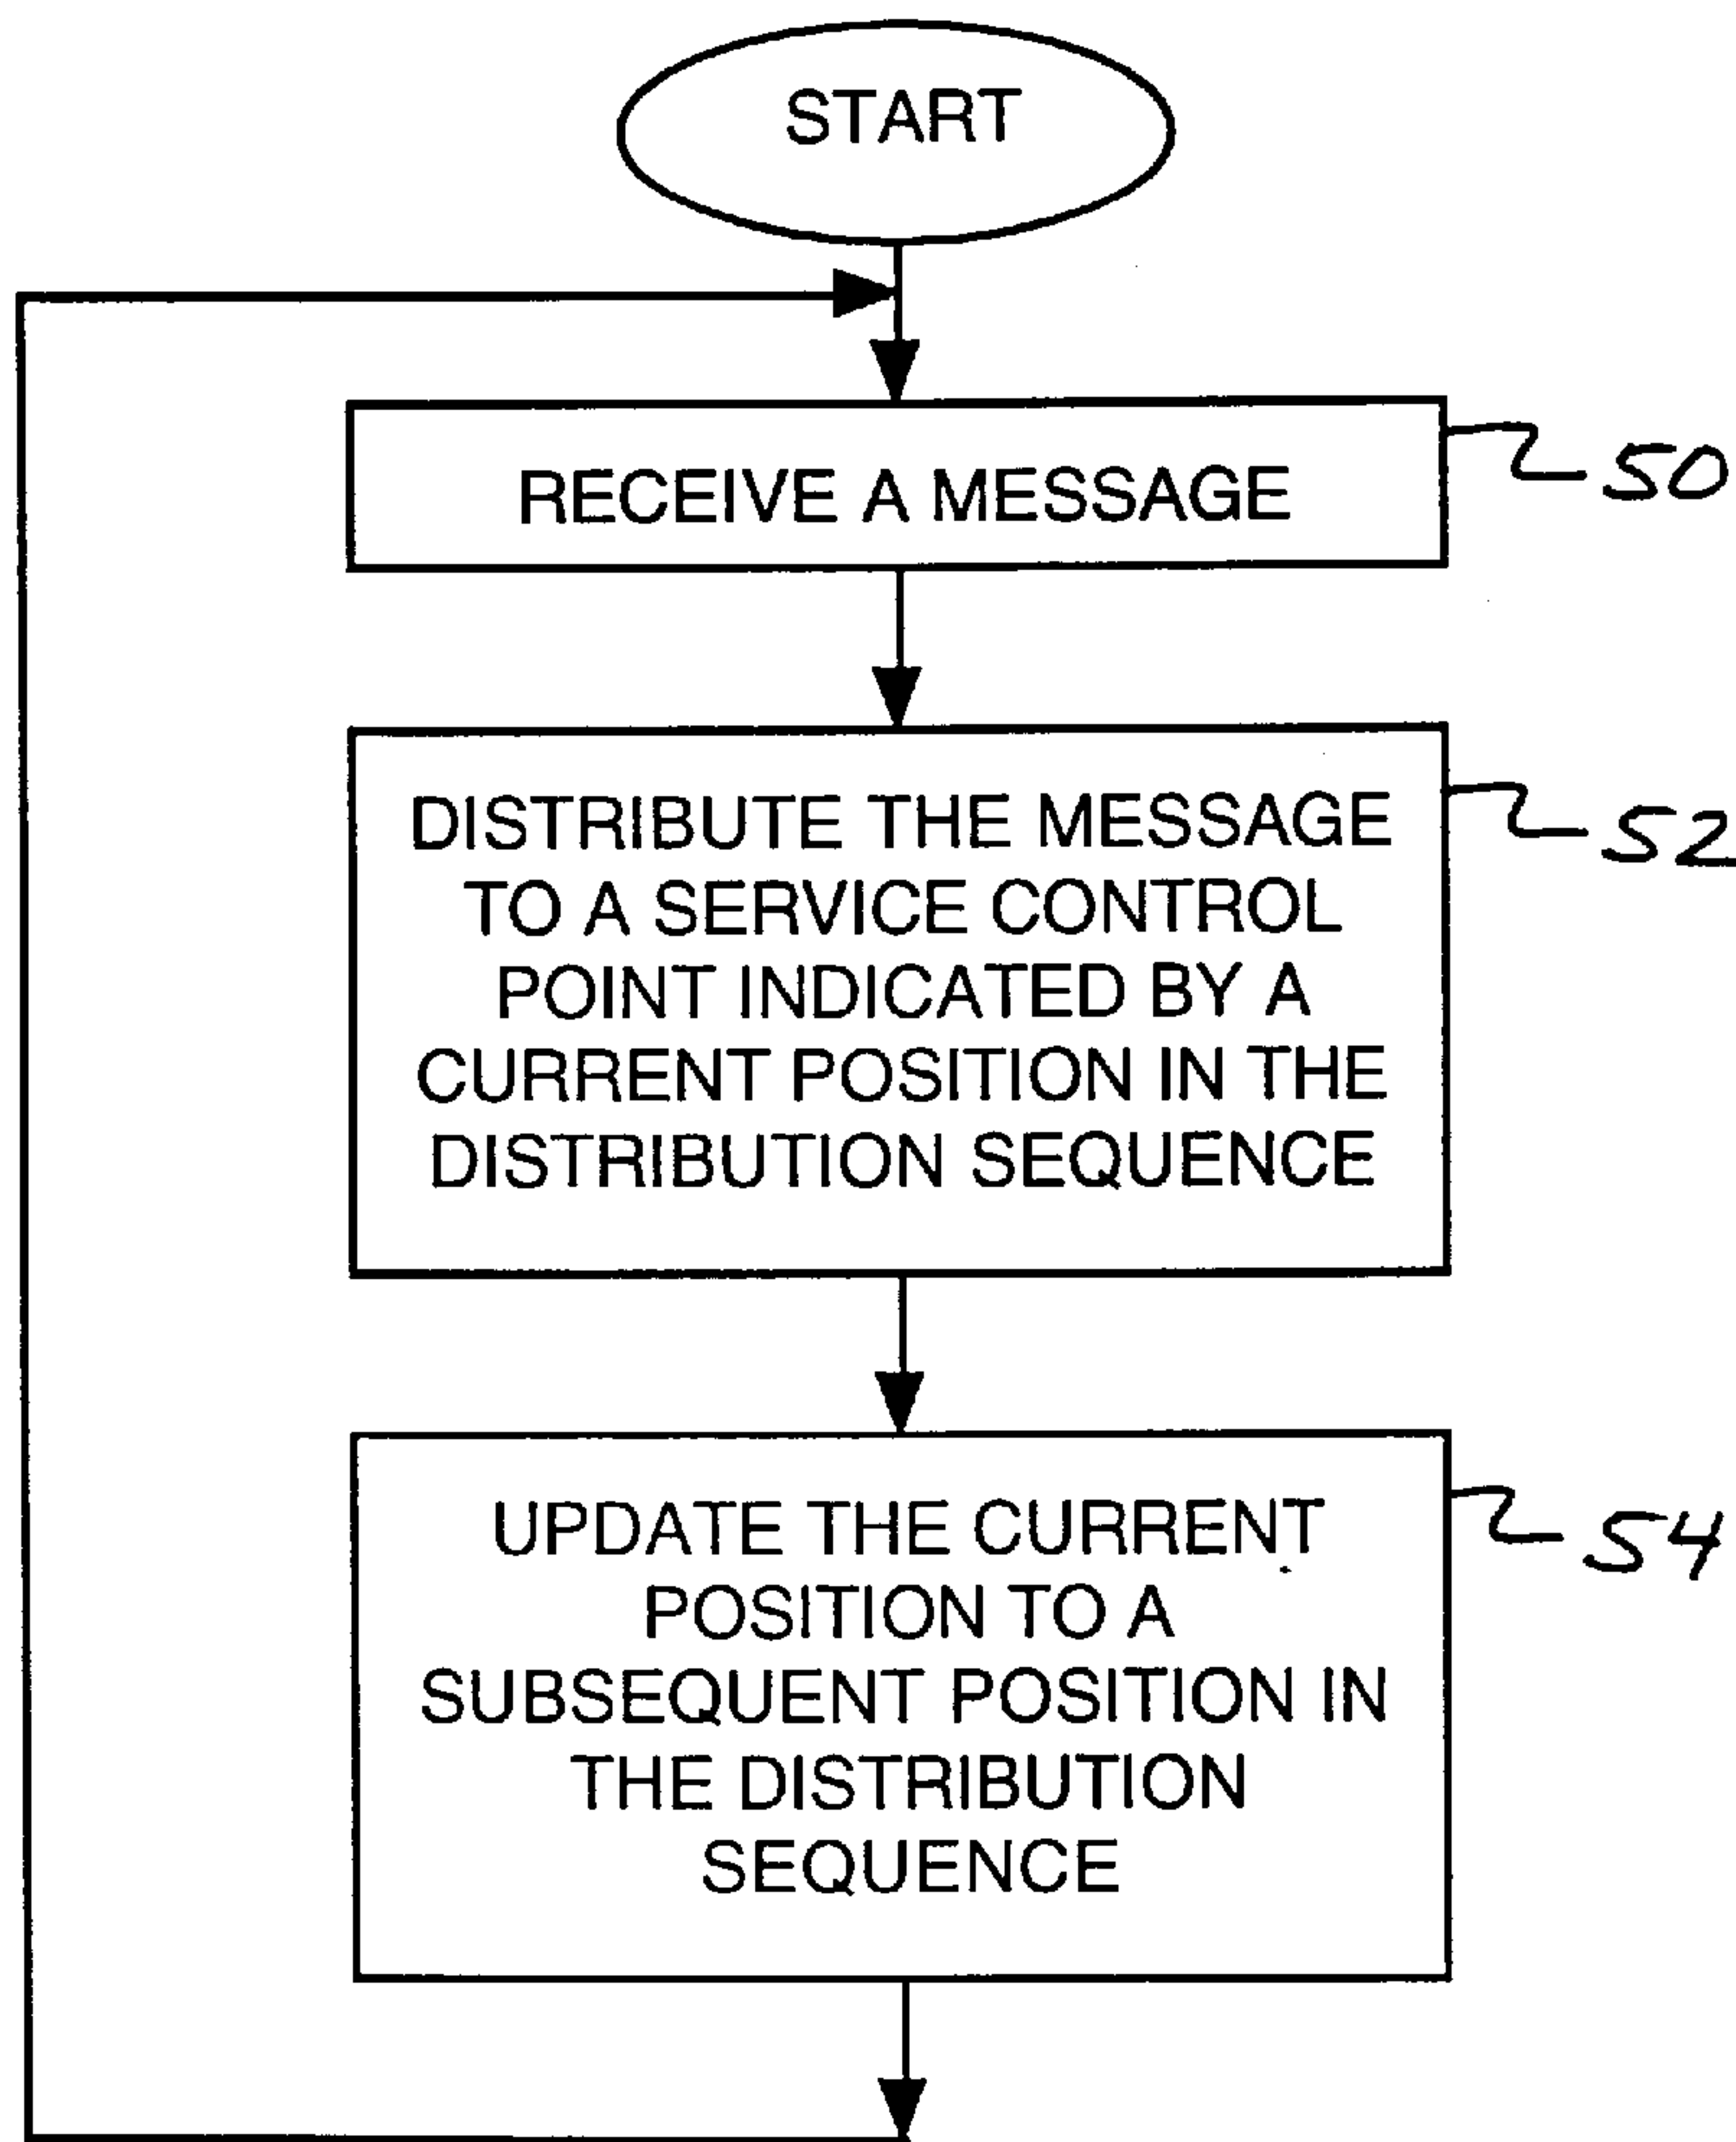 START
RECEIVE A MESSAGE
50
DISTRIBUTE THE MESSAGE
TO A SERVICE CONTROL
POINT INDICATED BY A
CURRENT POSITION IN THE
DISTRIBUTION SEQUENCE
52
UPDATE THE CURRENT
POSITION TO A
SUBSEQUENT POSITION IN
THE DISTRIBUTION
SEQUENCE
54